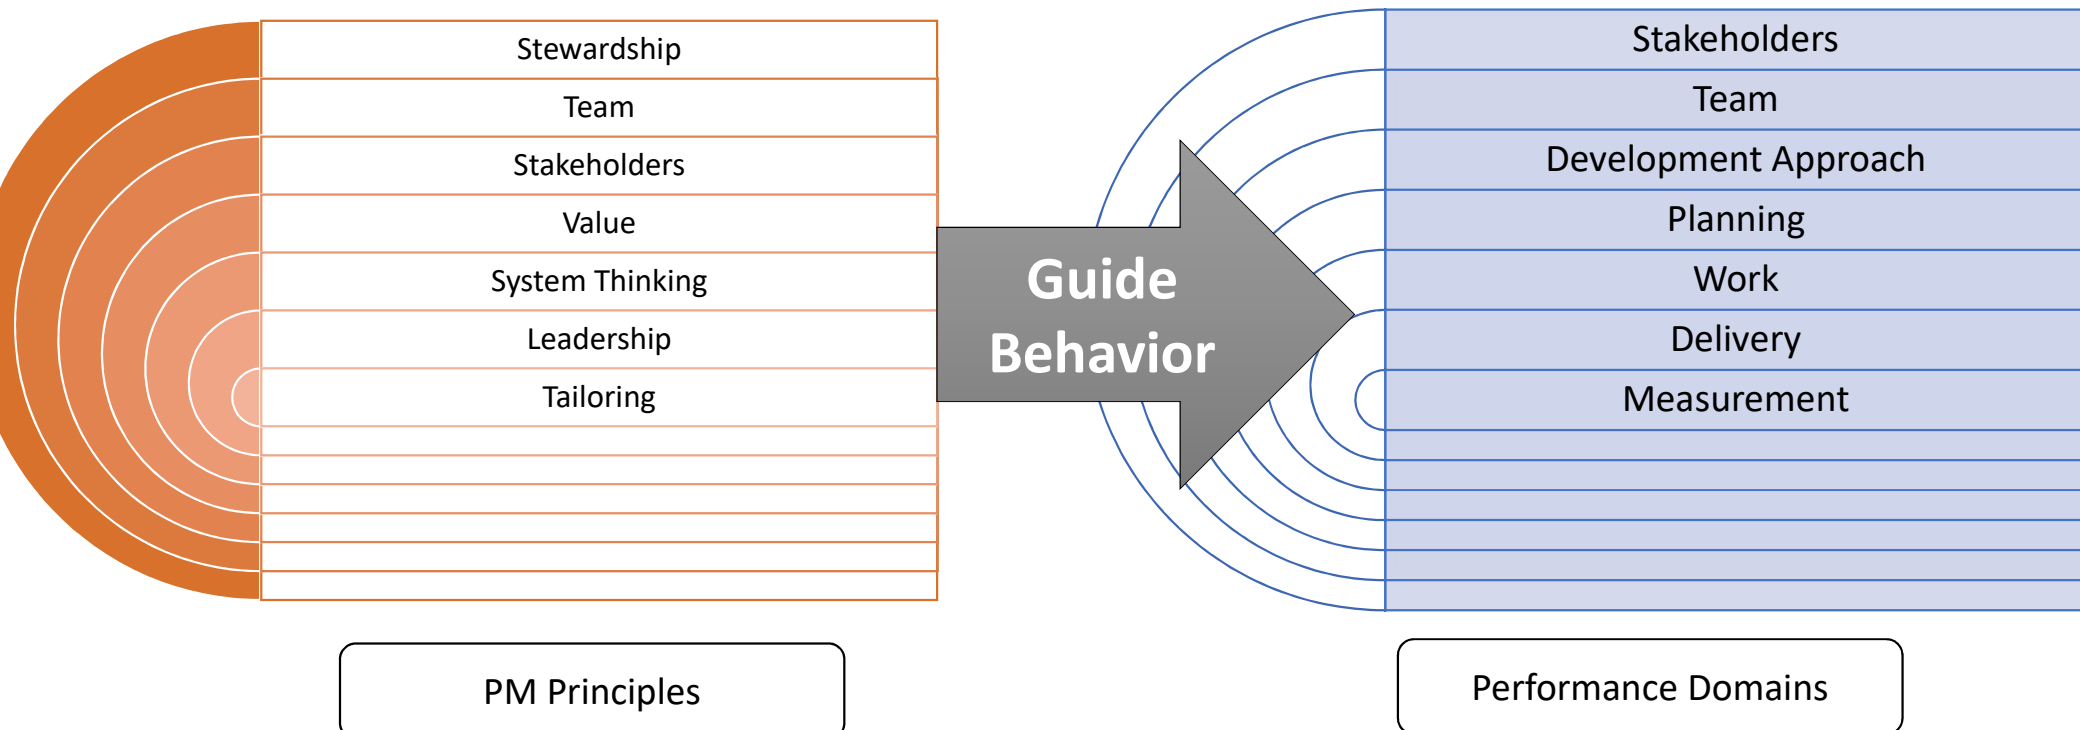 Stewardship
Team
Stakeholders
Value
System Thinking
Leadership
Tailoring
PM Principles
Guide
Behavior
Stakeholders
Team
Development Approach
Planning
Work
Delivery
Measurement
Performance Domains